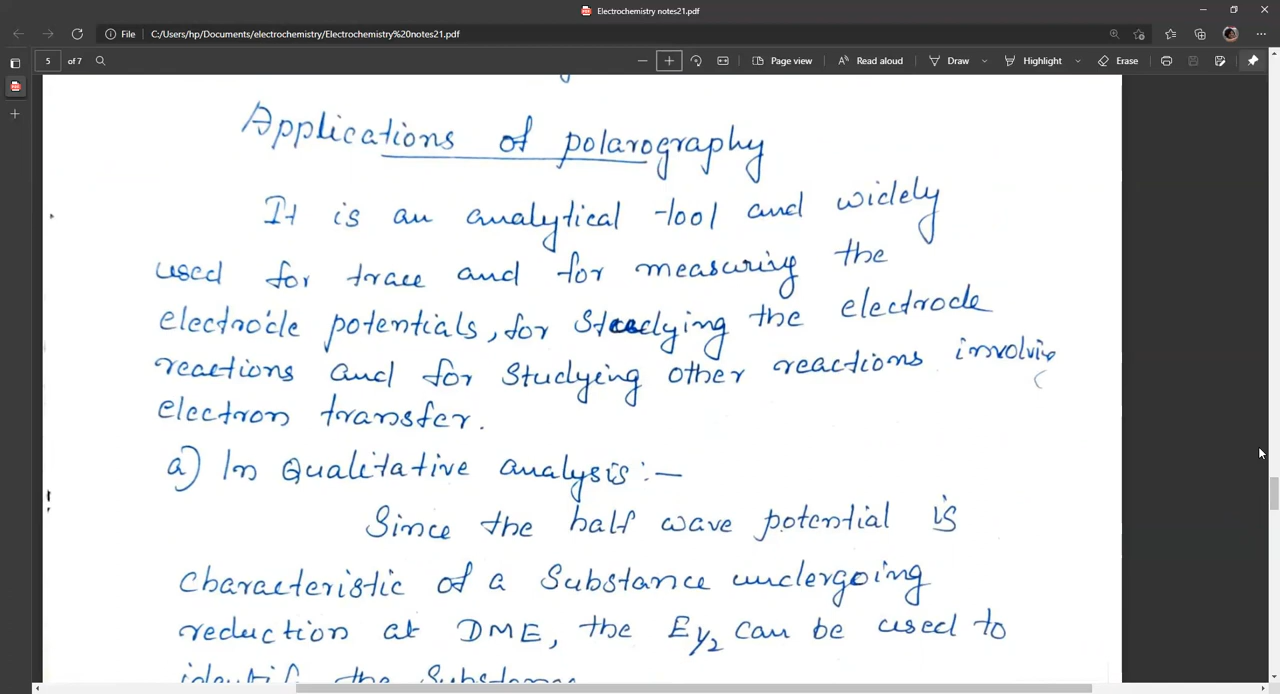 Electrochemistry notes21.pdf
File C:/Users/hp/Documents/electrochemistry/Electrochemistry%20notes21.pdf
5 of 7 Page view Read aloud Draw Highlight Erase
Applications of polarography
It is an analytical tool and widely
used for trace and for measuring the
electrode potentials, for studying the electrode
reactions and for studying other reactions involving
electron transfer.
a) In Qualitative analysis :-
Since the half wave potential is
characteristic of a substance undergoing
reduction at DME, the E1/2 can be used to
the substance